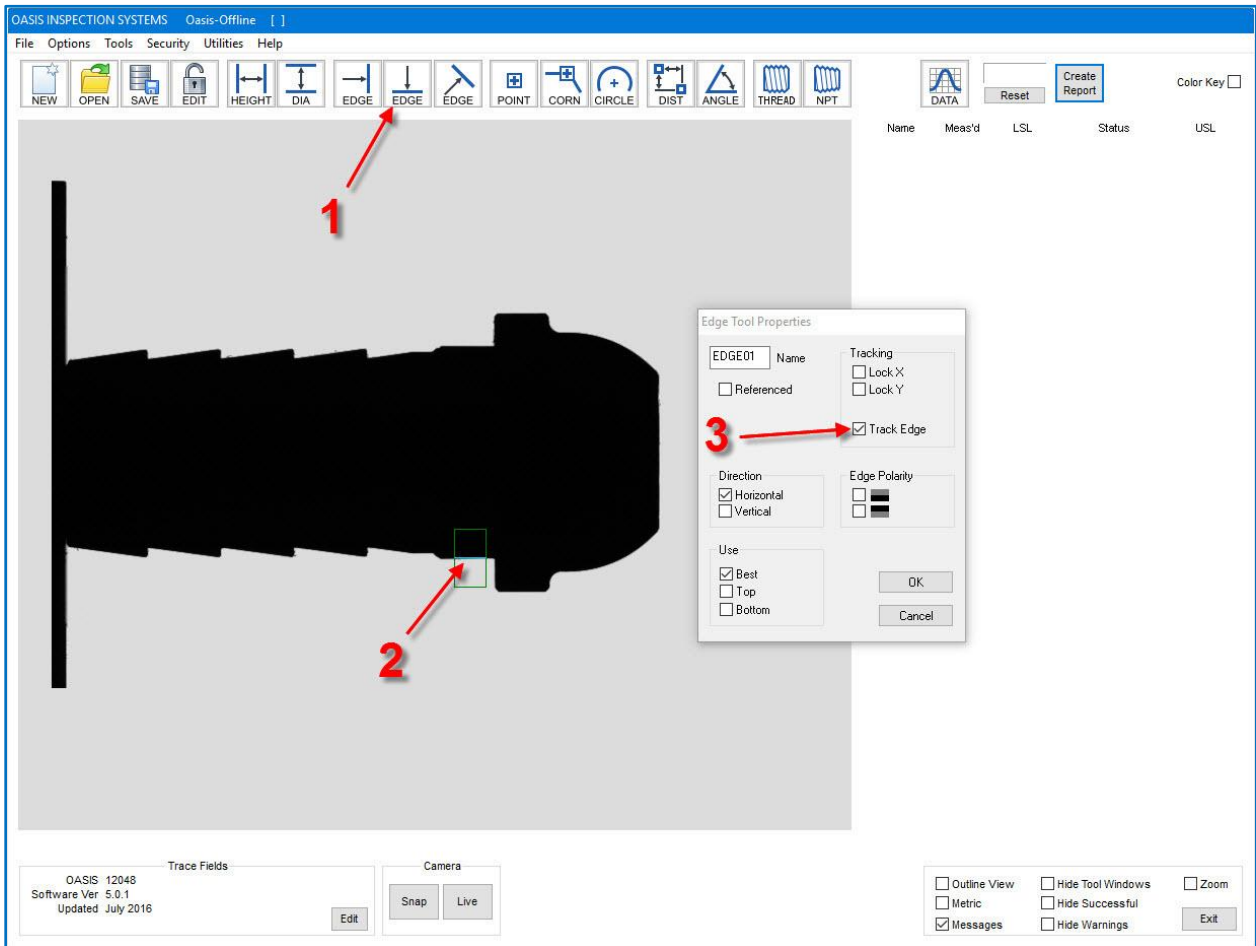 OASIS INSPECTION SYSTEMS Oasis-Offline [ ]
File Options Tools Security Utilities Help
NEW OPEN SAVE EDIT HEIGHT DIA EDGE EDGE EDGE POINT CORN CIRCLE DIST ANGLE THREAD NPT DATA Reset Create Report Color Key
Name Meas'd LSL Status USL
1
Edge Tool Properties
EDGE01 Name
Referenced
Tracking
Lock X
Lock Y
Track Edge
3
Direction
Horizontal
Vertical
Edge Polarity
Use
Best
Top
Bottom
OK
Cancel
2
Trace Fields
OASIS 12048
Software Ver 5.0.1
Updated July 2016
Edit
Camera
Snap Live
Outline View Hide Tool Windows Zoom
Metric Hide Successful
Messages Hide Warnings Exit